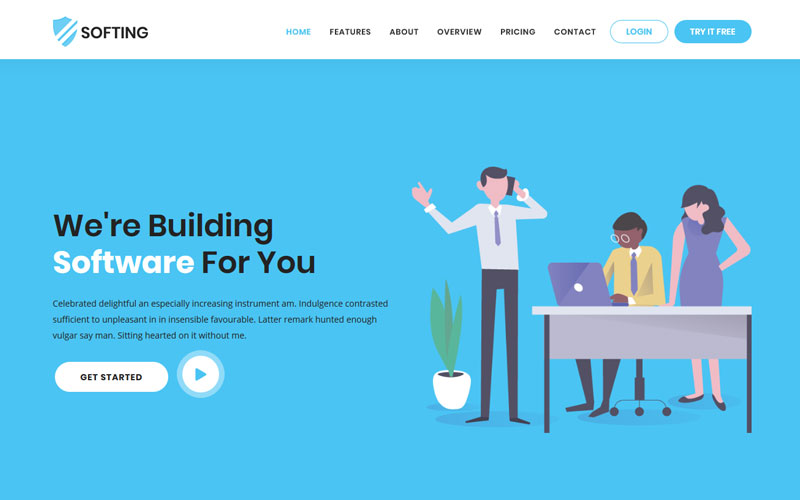 SOFTING
HOME FEATURES ABOUT OVERVIEW PRICING CONTACT LOGIN TRY IT FREE
We're Building
Software For You
Celebrated delightful an especially increasing instrument am. Indulgence contrasted
sufficient to unpleasant in in insensible favourable. Latter remark hunted enough
vulgar say man. Sitting hearted on it without me.
GET STARTED